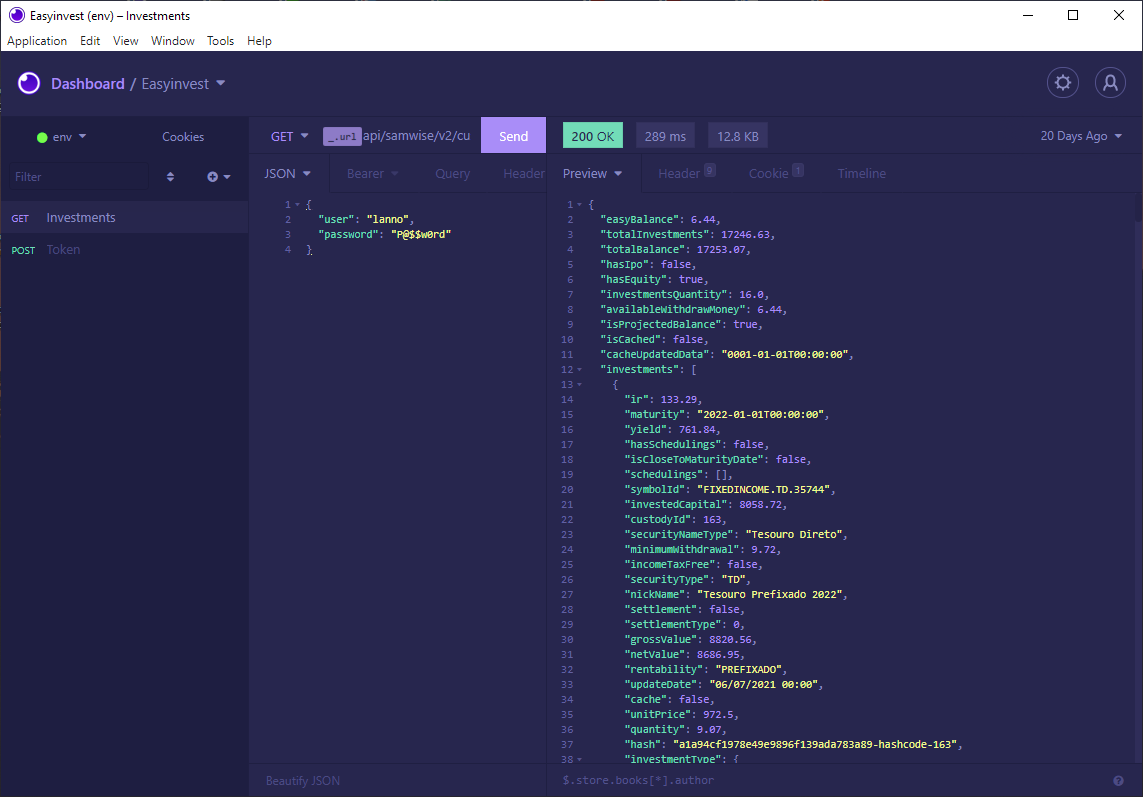 Easyinvest (env) – Investments
Application Edit View Window Tools Help
Dashboard / Easyinvest
env Cookies
Filter
GET Investments
POST Token
GET _.url api/samwise/v2/cu Send
JSON Bearer Query Header
1 {
2 "user": "lanno",
3 "password": "P@$$w0rd"
4 }
Beautify JSON
200 OK 289 ms 12.8 KB 20 Days Ago
Preview Header 9 Cookie 1 Timeline
1 {
2 "easyBalance": 6.44,
3 "totalInvestments": 17246.63,
4 "totalBalance": 17253.07,
5 "hasIpo": false,
6 "hasEquity": true,
7 "investmentsQuantity": 16.0,
8 "availableWithdrawMoney": 6.44,
9 "isProjectedBalance": true,
10 "isCached": false,
11 "cacheUpdatedData": "0001-01-01T00:00:00",
12 "investments": [
13 {
14 "ir": 133.29,
15 "maturity": "2022-01-01T00:00:00",
16 "yield": 761.84,
17 "hasSchedulings": false,
18 "isCloseToMaturityDate": false,
19 "schedulings": [],
20 "symbolId": "FIXEDINCOME.TD.35744",
21 "investedCapital": 8058.72,
22 "custodyId": 163,
23 "securityNameType": "Tesouro Direto",
24 "minimumWithdrawal": 9.72,
25 "incomeTaxFree": false,
26 "securityType": "TD",
27 "nickName": "Tesouro Prefixado 2022",
28 "settlement": false,
29 "settlementType": 0,
30 "grossValue": 8820.56,
31 "netValue": 8686.95,
32 "rentability": "PREFIXADO",
33 "updateDate": "06/07/2021 00:00",
34 "cache": false,
35 "unitPrice": 972.5,
36 "quantity": 9.07,
37 "hash": "a1a94cf1978e49e9896f139ada783a89-hashcode-163",
38 "investmentType": {
$.store.books[*].author